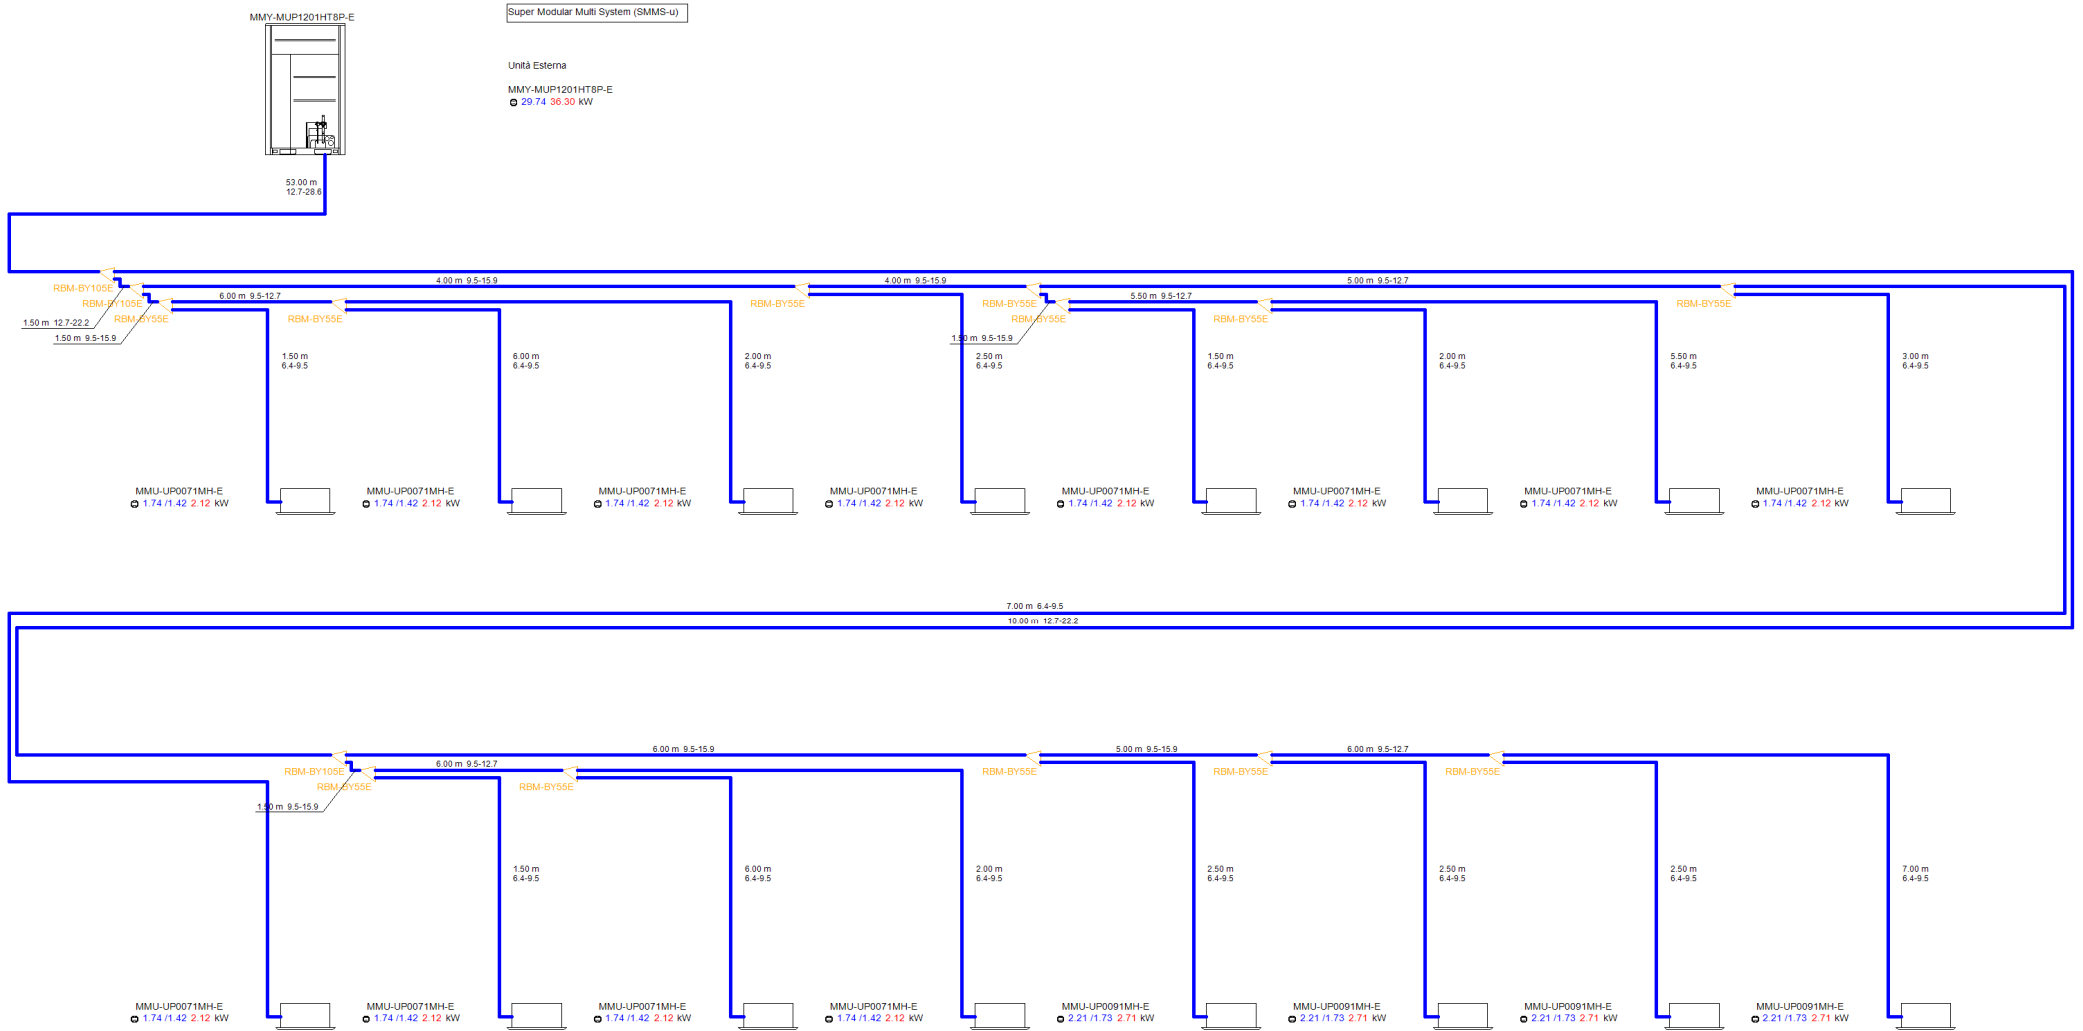 MMY-MUP1201HT8P-E
Super Modular Multi System (SMMS-u)
Unità Esterna
MMY-MUP1201HT8P-E
29.74 36.30 kW
53.00 m
12.7-28.6
4.00 m 9.5-15.9
4.00 m 9.5-15.9
5.00 m 9.5-12.7
RBM-BY105E
RBM-BY105E
6.00 m 9.5-12.7
RBM-BY55E
RBM-BY55E
5.50 m 9.5-12.7
RBM-BY55E
1.50 m 12.7-22.2
RBM-BY55E
RBM-BY55E
RBM-BY55E
RBM-BY55E
1.50 m 9.5-15.9
1.50 m 9.5-15.9
1.50 m
6.4-9.5
6.00 m
6.4-9.5
2.00 m
6.4-9.5
2.50 m
6.4-9.5
1.50 m
6.4-9.5
2.00 m
6.4-9.5
5.50 m
6.4-9.5
3.00 m
6.4-9.5
MMU-UP0071MH-E
1.74 /1.42 2.12 kW
MMU-UP0071MH-E
1.74 /1.42 2.12 kW
MMU-UP0071MH-E
1.74 /1.42 2.12 kW
MMU-UP0071MH-E
1.74 /1.42 2.12 kW
MMU-UP0071MH-E
1.74 /1.42 2.12 kW
MMU-UP0071MH-E
1.74 /1.42 2.12 kW
MMU-UP0071MH-E
1.74 /1.42 2.12 kW
MMU-UP0071MH-E
1.74 /1.42 2.12 kW
7.00 m 6.4-9.5
10.00 m 12.7-22.2
6.00 m 9.5-15.9
5.00 m 9.5-15.9
6.00 m 9.5-12.7
6.00 m 9.5-12.7
RBM-BY105E
RBM-BY55E
RBM-BY55E
RBM-BY55E
RBM-BY55E
RBM-BY55E
1.50 m 9.5-15.9
1.50 m
6.4-9.5
6.00 m
6.4-9.5
2.00 m
6.4-9.5
2.50 m
6.4-9.5
2.50 m
6.4-9.5
2.50 m
6.4-9.5
7.00 m
6.4-9.5
MMU-UP0071MH-E
1.74 /1.42 2.12 kW
MMU-UP0071MH-E
1.74 /1.42 2.12 kW
MMU-UP0071MH-E
1.74 /1.42 2.12 kW
MMU-UP0071MH-E
1.74 /1.42 2.12 kW
MMU-UP0091MH-E
2.21 /1.73 2.71 kW
MMU-UP0091MH-E
2.21 /1.73 2.71 kW
MMU-UP0091MH-E
2.21 /1.73 2.71 kW
MMU-UP0091MH-E
2.21 /1.73 2.71 kW